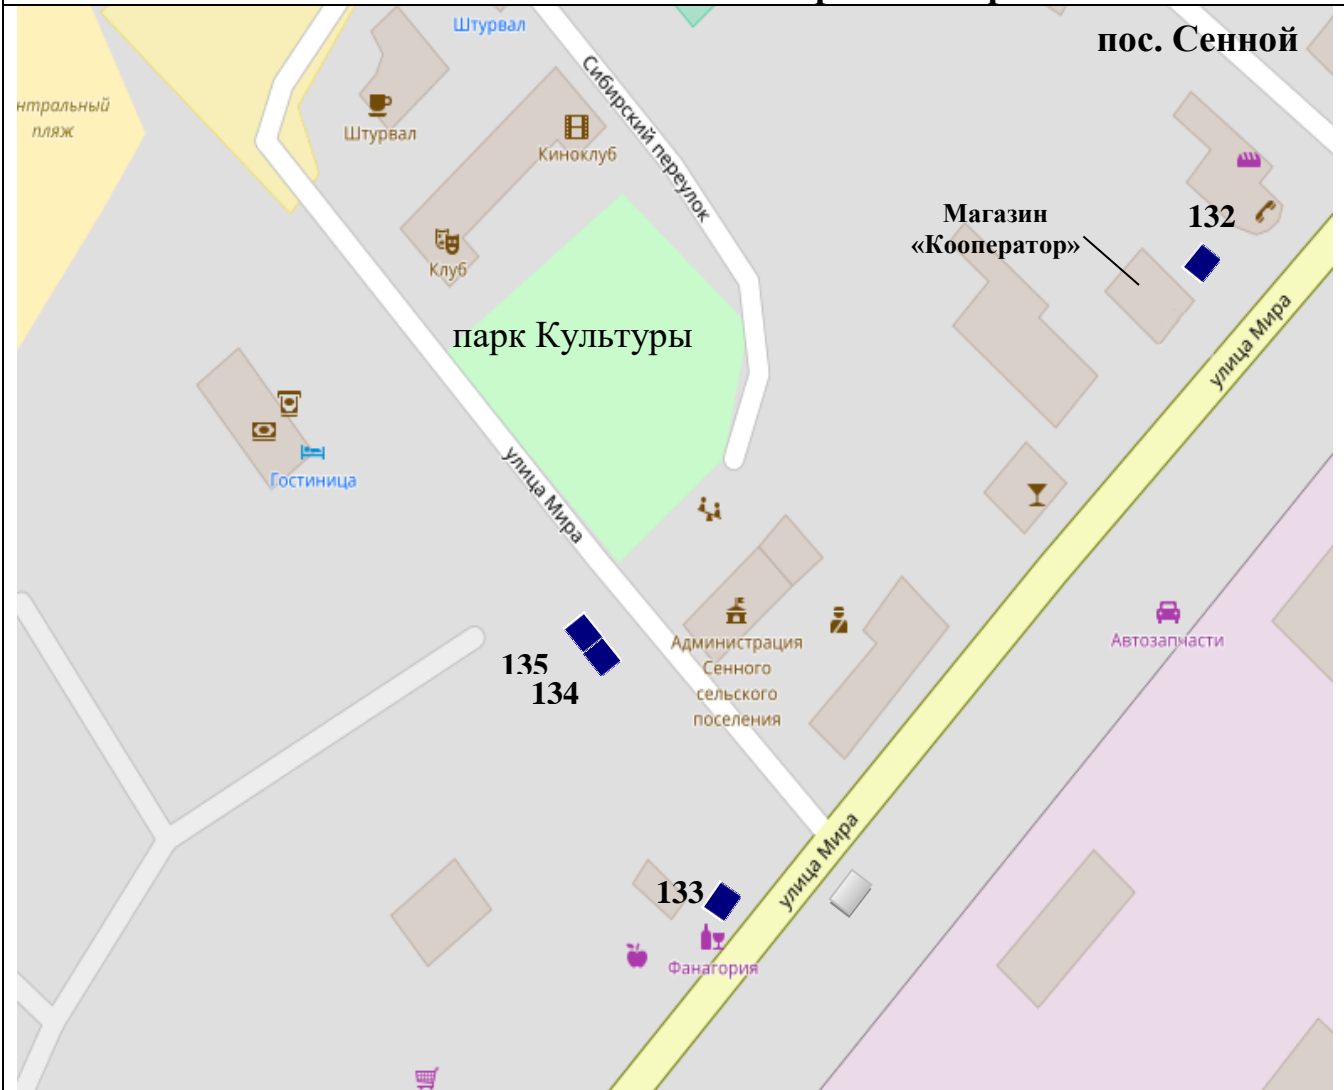 Штурвал
пос. Сенной
нтральный
пляж
Штурвал
Киноклуб
Сибирский переулок
Магазин
«Кооператор»
132
Клуб
парк Культуры
улица Мира
Гостиница
улица Мира
Администрация
Сенного
сельского
поселения
Автозапчасти
135
134
улица Мира
133
Фанагория